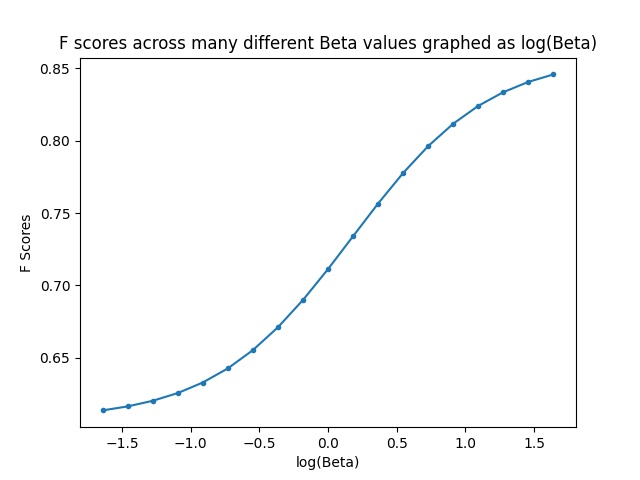 F scores across many different Beta values graphed as log(Beta)
0.85
0.80
0.75
0.70
0.65
F Scores
−1.5 −1.0 −0.5 0.0 0.5 1.0 1.5
log(Beta)